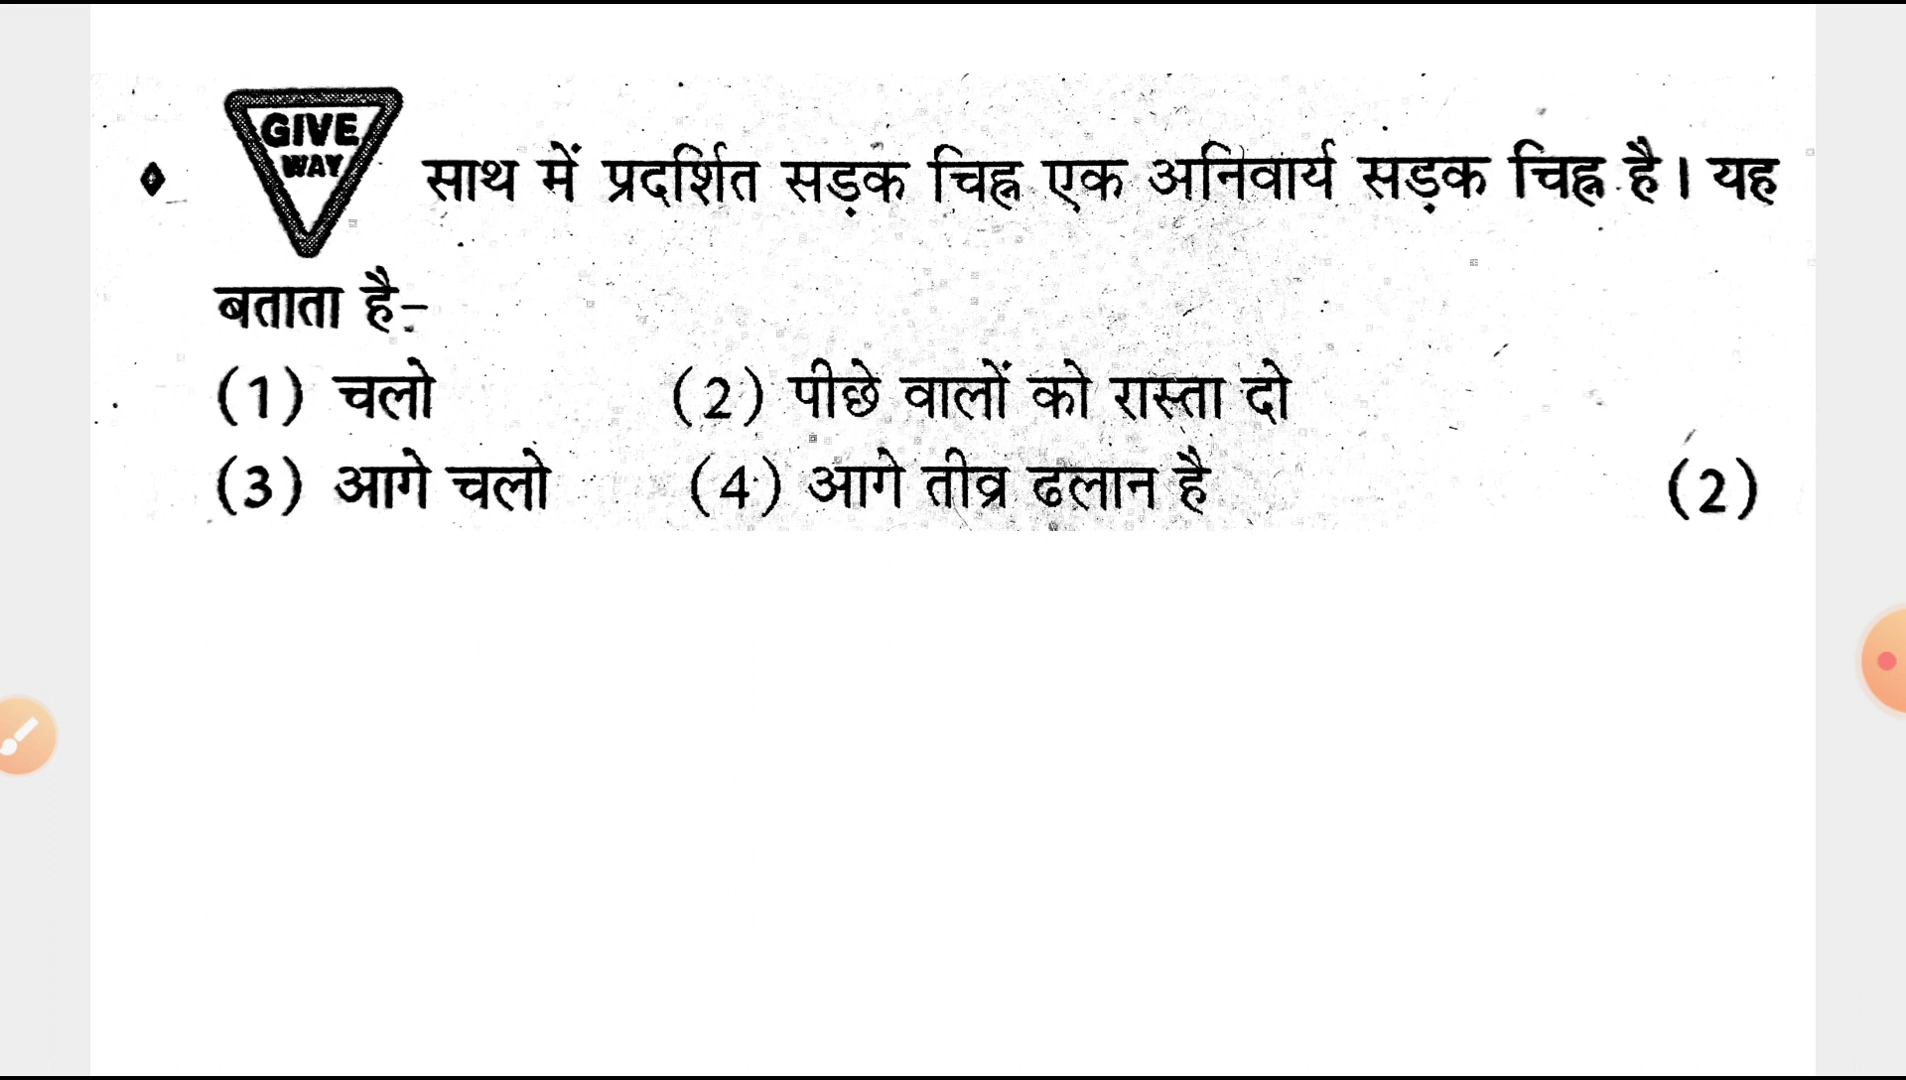 GIVE
WAY
साथ में प्रदर्शित सड़क चिह्न एक अनिवार्य सड़क चिह्न है। यह
बताता है-
(1) चलो (2) पीछे वालों को रास्ता दो
(3) आगे चलो (4) आगे तीव्र ढलान है (2)